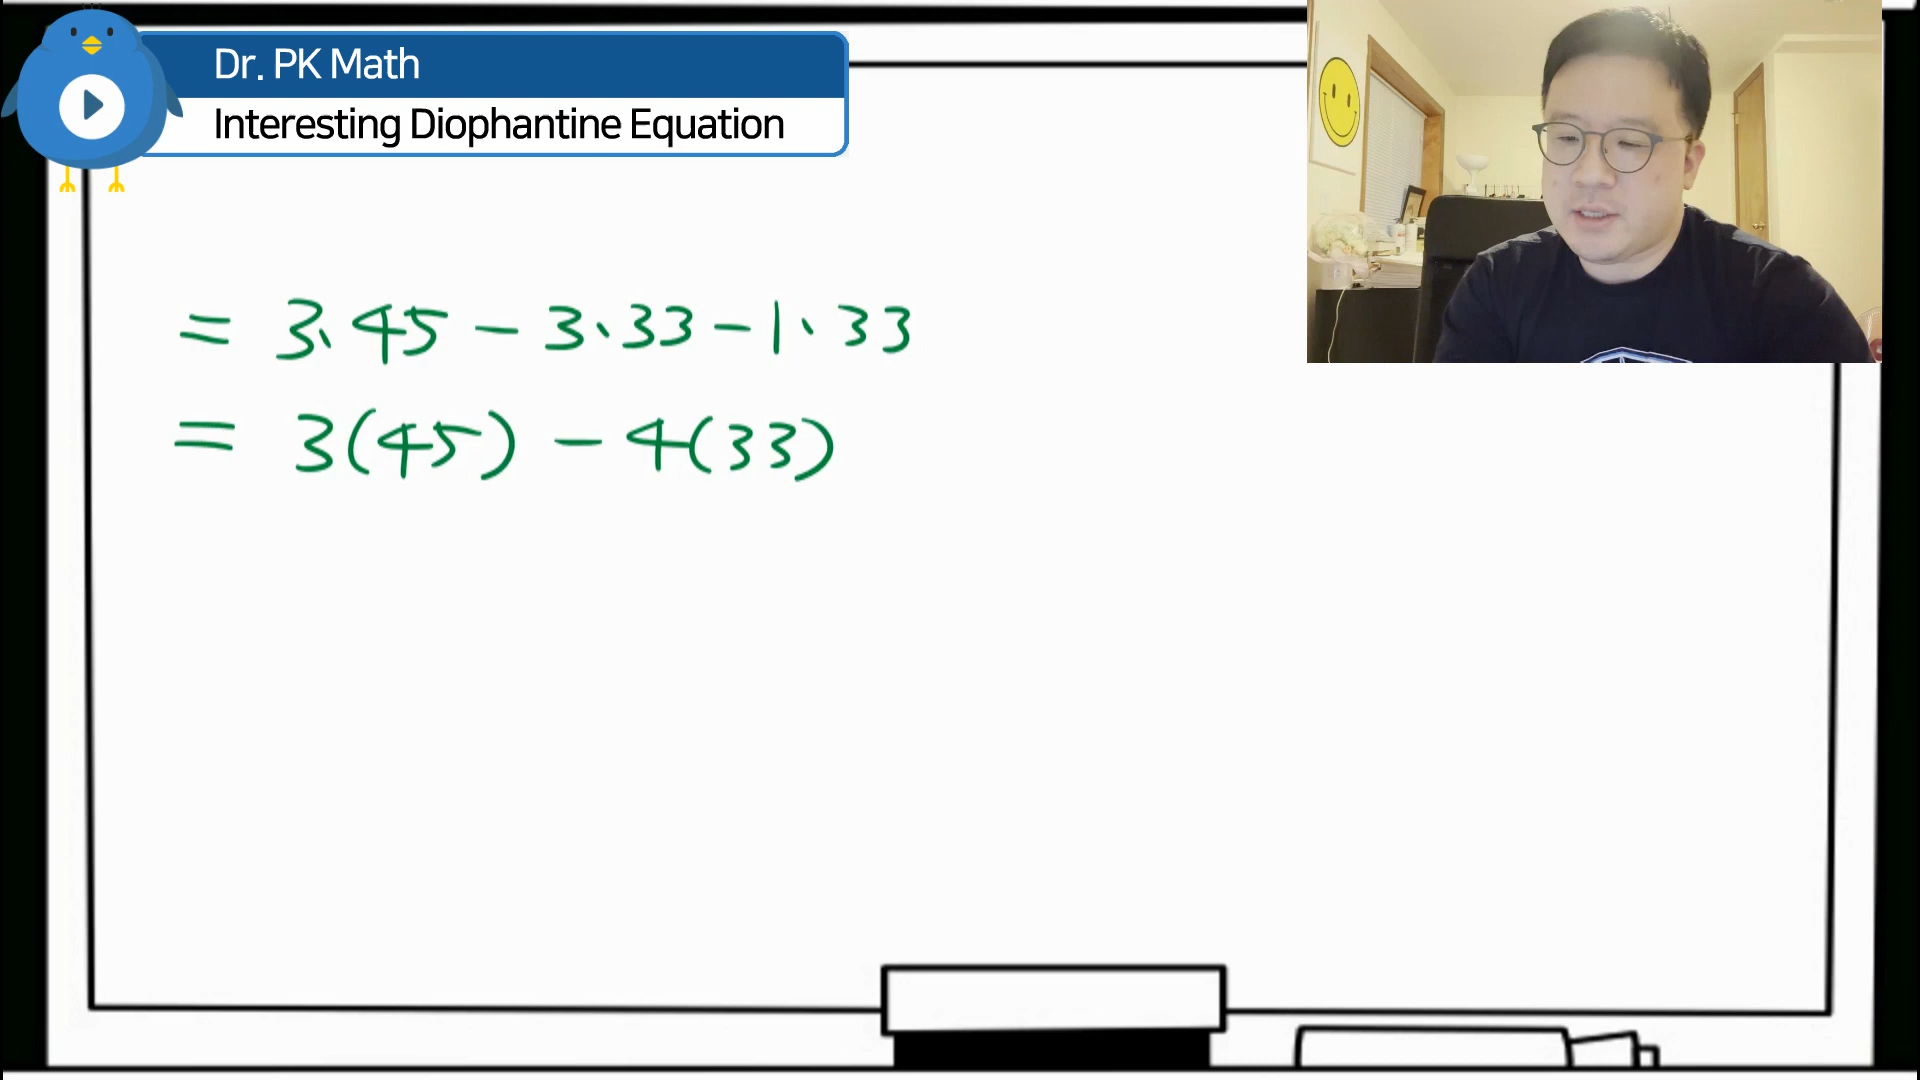 Dr. PK Math
Interesting Diophantine Equation
= 3·45 - 3·33 - 1·33
= 3(45) - 4(33)